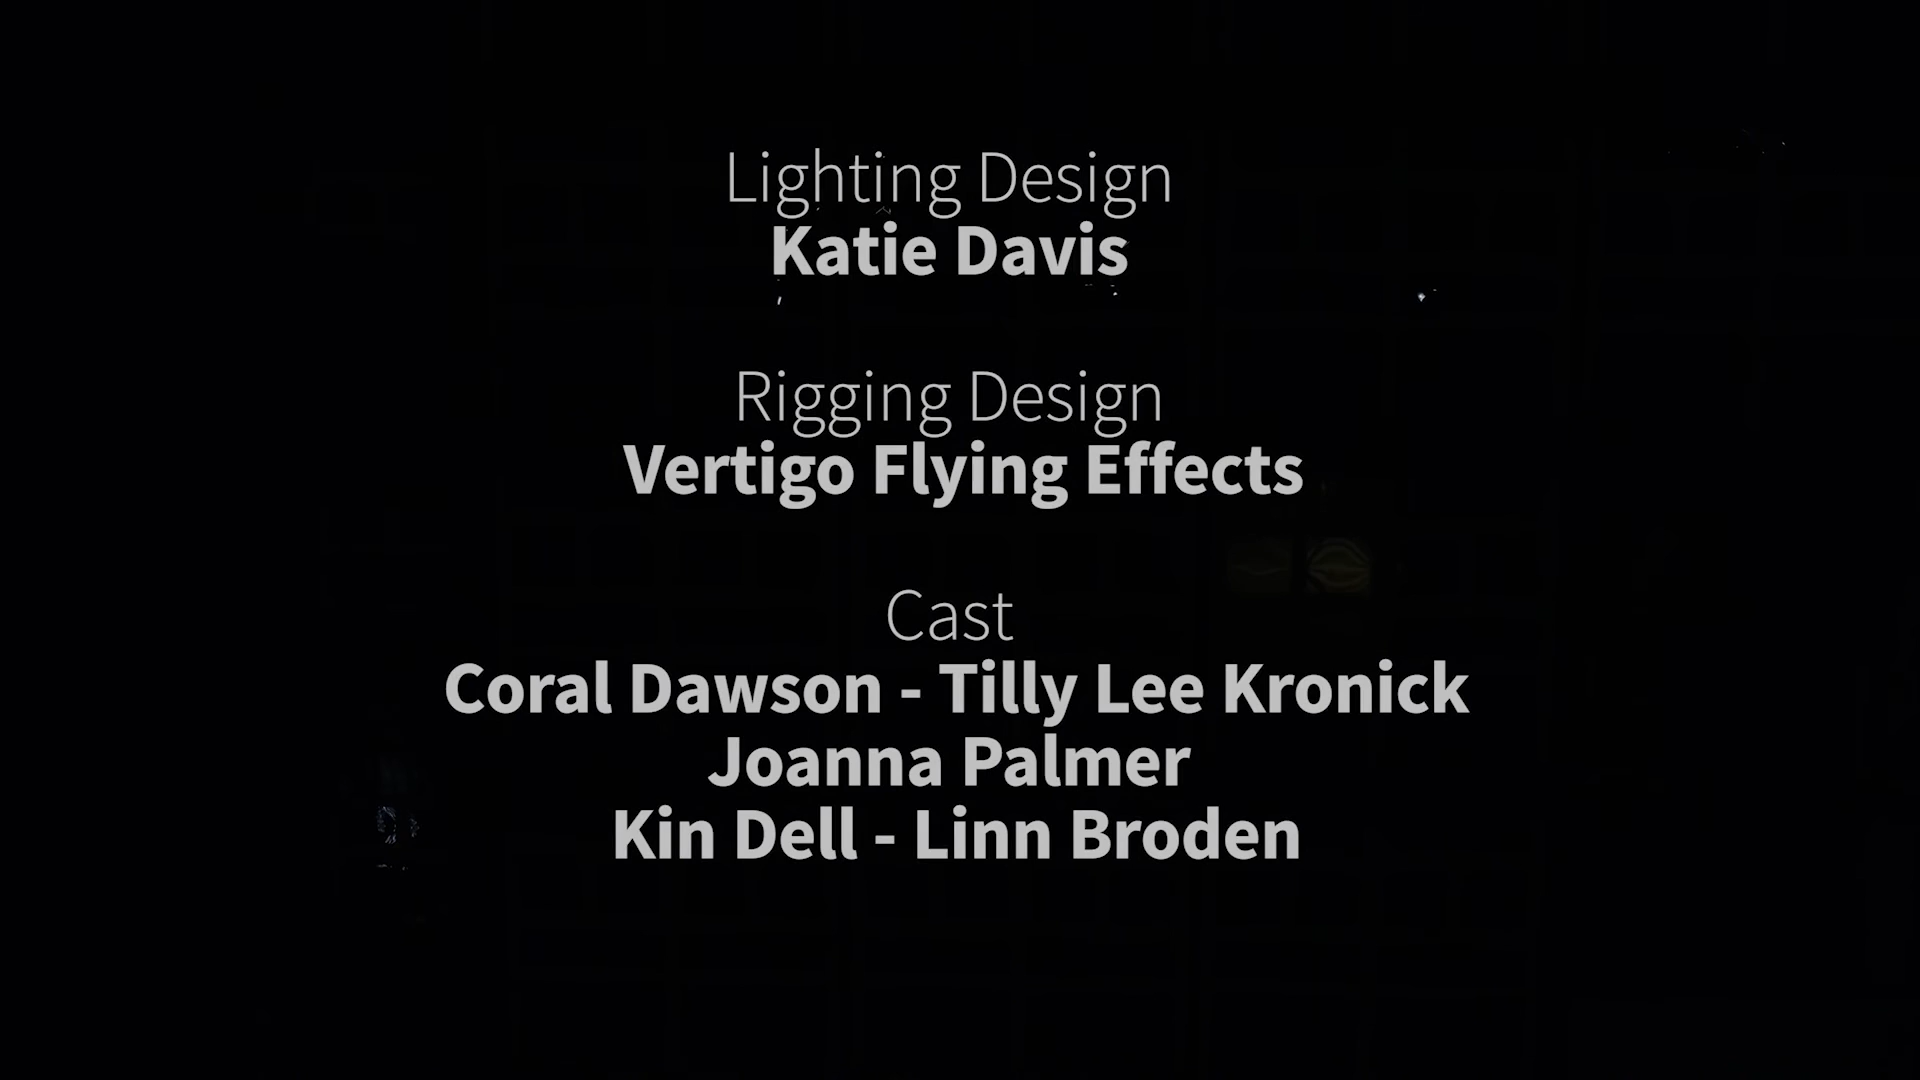 Lighting Design
Katie Davis
Rigging Design
Vertigo Flying Effects
Cast
Coral Dawson - Tilly Lee Kronick
Joanna Palmer
Kin Dell - Linn Broden